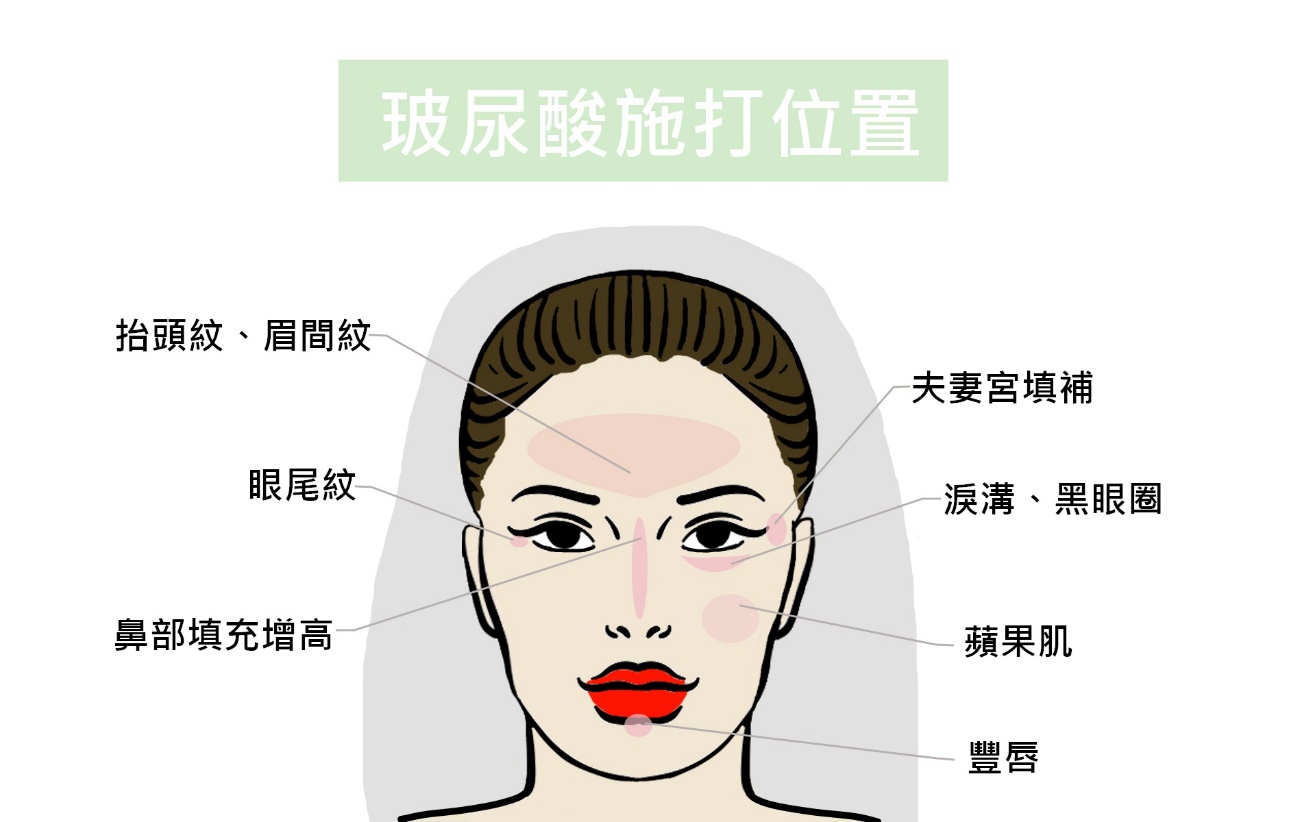 玻尿酸施打位置
抬頭紋、眉間紋
夫妻宮填補
眼尾紋
淚溝、黑眼圈
鼻部填充增高
蘋果肌
豐唇